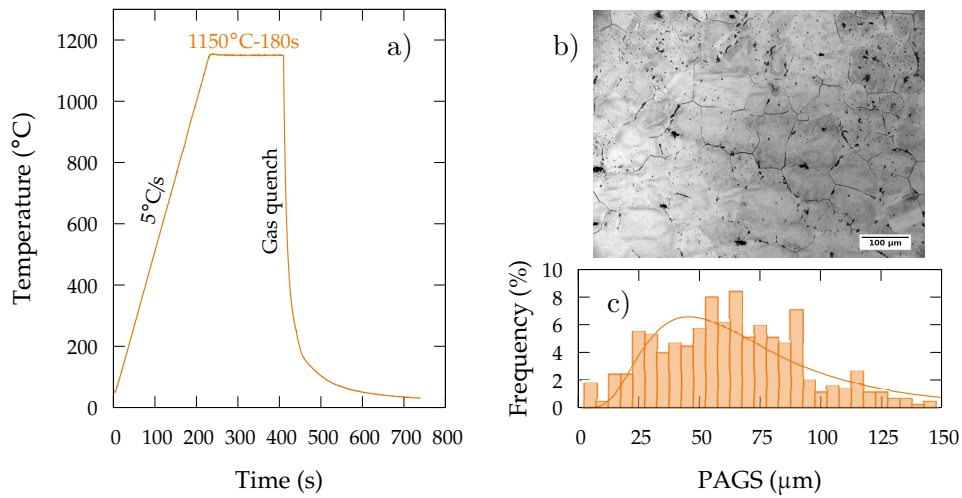 1150°C-180s
a)
5°C/s
Gas quench
Temperature (°C)
1200
1000
800
600
400
200
0
0 100 200 300 400 500 600 700 800
Time (s)
b)
100 µm
c)
Frequency (%)
10
8
6
4
2
0
0 25 50 75 100 125 150
PAGS (µm)